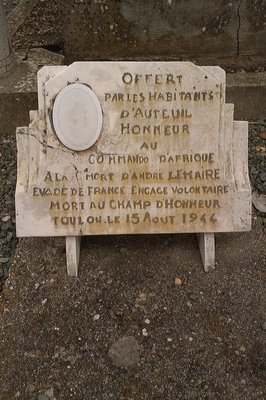 OFFERT
PAR LES HABITANTS
D'AUTEUIL
HONNEUR
AU
COMMANDO D'AFRIQUE
A LA MORT D'ANDRE LEMAIRE
EVADE DE FRANCE ENGAGE VOLONTAIRE
MORT AU CHAMP D'HONNEUR
TOULON.LE 15 AOUT 1944